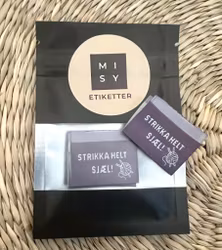 M I
S Y
ETIKETTER
STRIKKA HELT
SJÆL!
STRIKKA HELT
SJÆL!